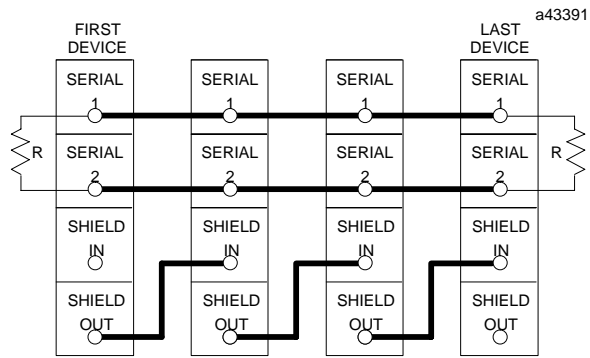 a43391
FIRST
DEVICE
LAST
DEVICE
SERIAL
1
SERIAL
1
SERIAL
1
SERIAL
1
R
SERIAL
2
SERIAL
2
SERIAL
2
SERIAL
2
R
SHIELD
IN
SHIELD
IN
SHIELD
IN
SHIELD
IN
SHIELD
OUT
SHIELD
OUT
SHIELD
OUT
SHIELD
OUT